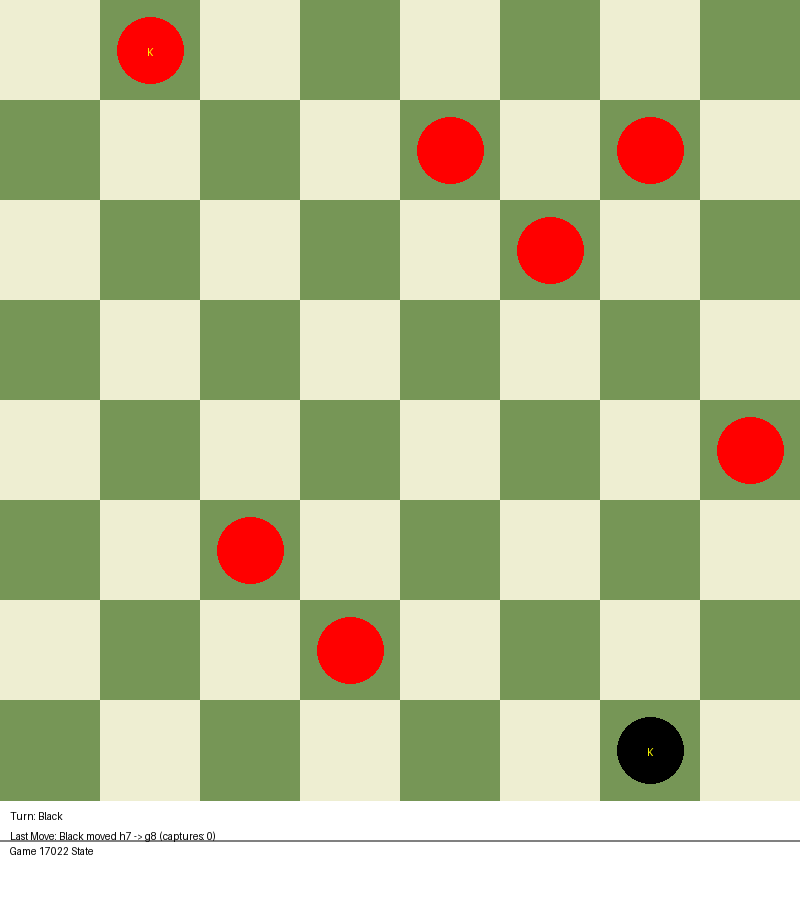 K
K
Turn: Black
Last Move: Black moved h7 -> g8 (captures: 0)
Game 17022 State